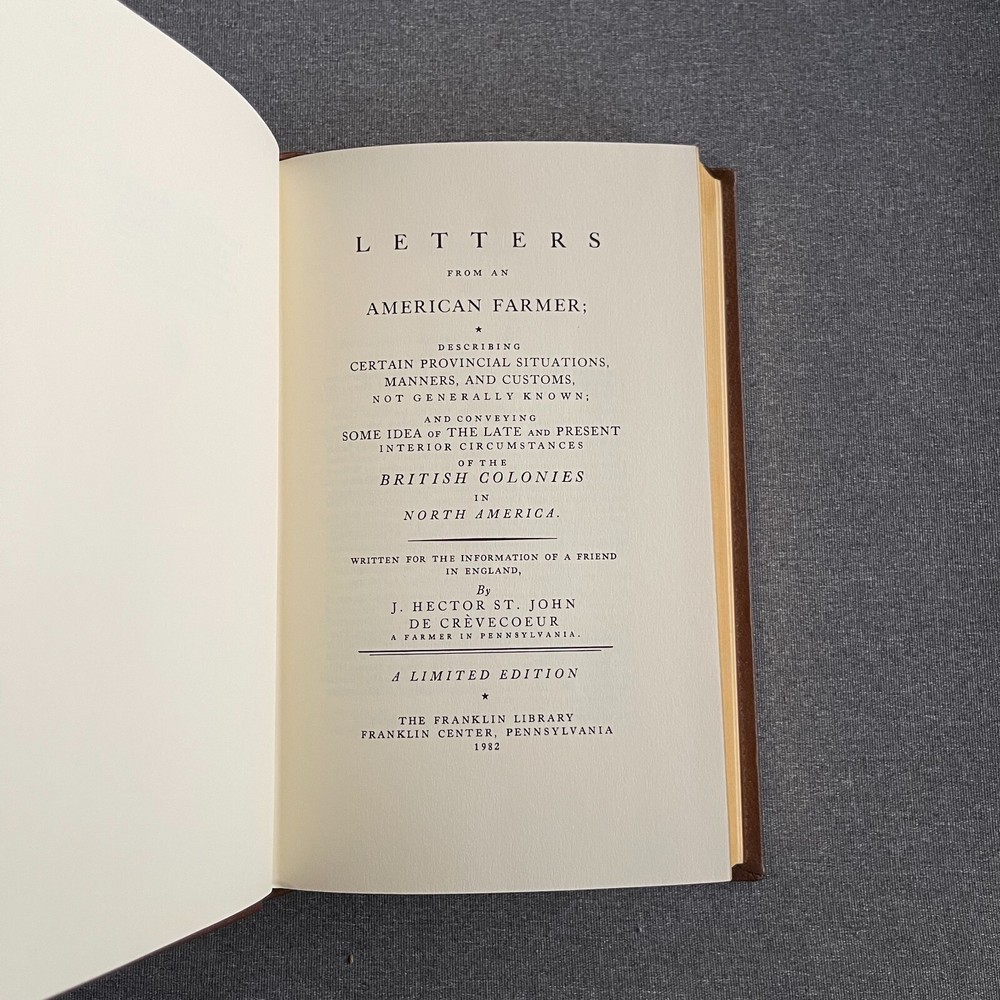 LETTERS
FROM AN
AMERICAN FARMER;
★
DESCRIBING
CERTAIN PROVINCIAL SITUATIONS,
MANNERS, AND CUSTOMS,
NOT GENERALLY KNOWN;
AND CONVEYING
SOME IDEA OF THE LATE AND PRESENT
INTERIOR CIRCUMSTANCES
OF THE
BRITISH COLONIES
IN
NORTH AMERICA.
WRITTEN FOR THE INFORMATION OF A FRIEND
IN ENGLAND,
By
J. HECTOR ST. JOHN
DE CRÈVECOEUR
A FARMER IN PENNSYLVANIA.
A LIMITED EDITION
★
THE FRANKLIN LIBRARY
FRANKLIN CENTER, PENNSYLVANIA
1982